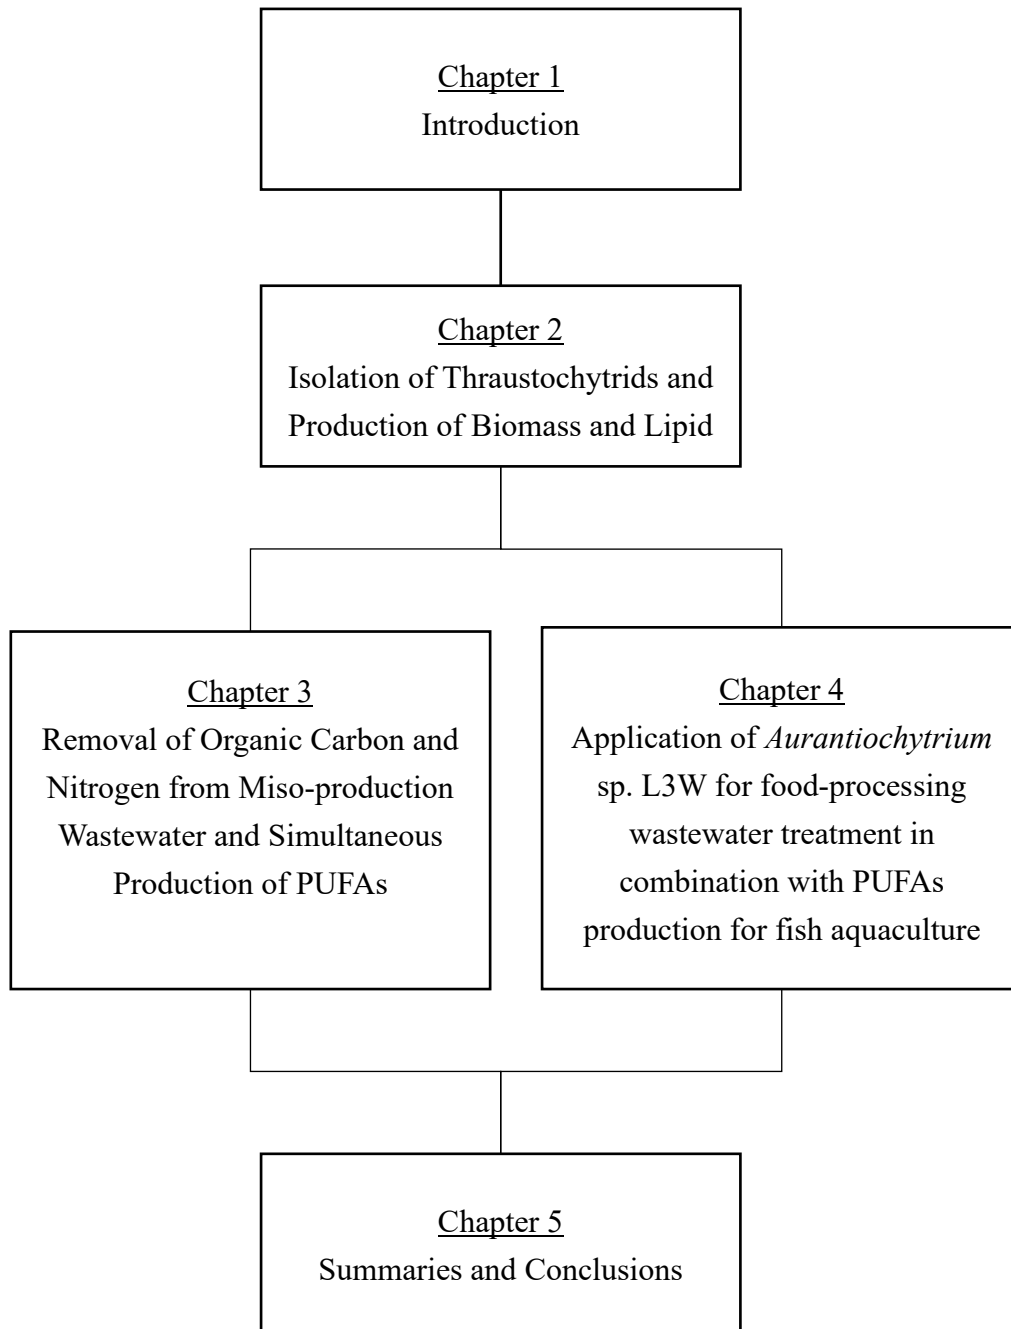 Chapter 1
Introduction
Chapter 2
Isolation of Thraustochytrids and
Production of Biomass and Lipid
Chapter 3
Removal of Organic Carbon and
Nitrogen from Miso-production
Wastewater and Simultaneous
Production of PUFAs
Chapter 4
Application of Aurantiochytrium
sp. L3W for food-processing
wastewater treatment in
combination with PUFAs
production for fish aquaculture
Chapter 5
Summaries and Conclusions